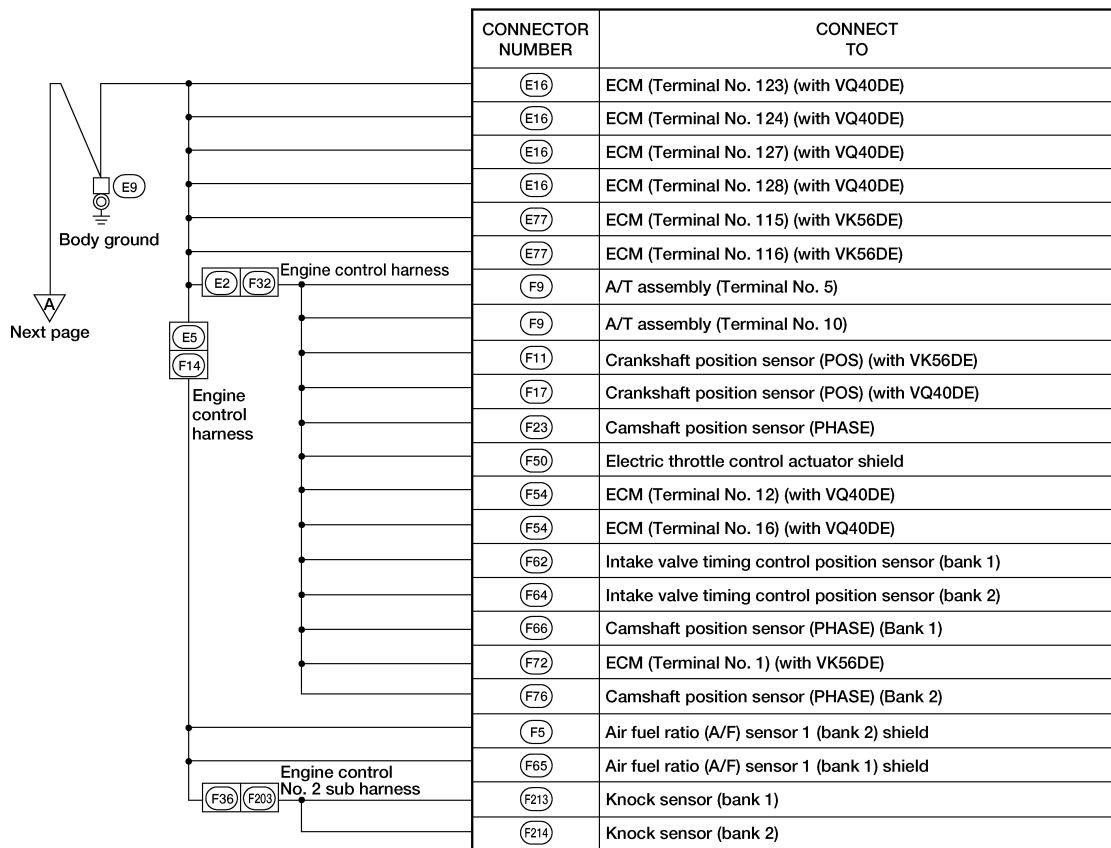 CONNECTOR NUMBER
CONNECT TO
E16 ECM (Terminal No. 123) (with VQ40DE)
E16 ECM (Terminal No. 124) (with VQ40DE)
E16 ECM (Terminal No. 127) (with VQ40DE)
E16 ECM (Terminal No. 128) (with VQ40DE)
E77 ECM (Terminal No. 115) (with VK56DE)
E77 ECM (Terminal No. 116) (with VK56DE)
F9 A/T assembly (Terminal No. 5)
F9 A/T assembly (Terminal No. 10)
F11 Crankshaft position sensor (POS) (with VK56DE)
F17 Crankshaft position sensor (POS) (with VQ40DE)
F23 Camshaft position sensor (PHASE)
F50 Electric throttle control actuator shield
F54 ECM (Terminal No. 12) (with VQ40DE)
F54 ECM (Terminal No. 16) (with VQ40DE)
F62 Intake valve timing control position sensor (bank 1)
F64 Intake valve timing control position sensor (bank 2)
F66 Camshaft position sensor (PHASE) (Bank 1)
F72 ECM (Terminal No. 1) (with VK56DE)
F76 Camshaft position sensor (PHASE) (Bank 2)
F5 Air fuel ratio (A/F) sensor 1 (bank 2) shield
F65 Air fuel ratio (A/F) sensor 1 (bank 1) shield
F213 Knock sensor (bank 1)
F214 Knock sensor (bank 2)
E9
Body ground
A
Next page
E2 F32
Engine control harness
E5
F14
Engine
control
harness
F36 F203
Engine control
No. 2 sub harness